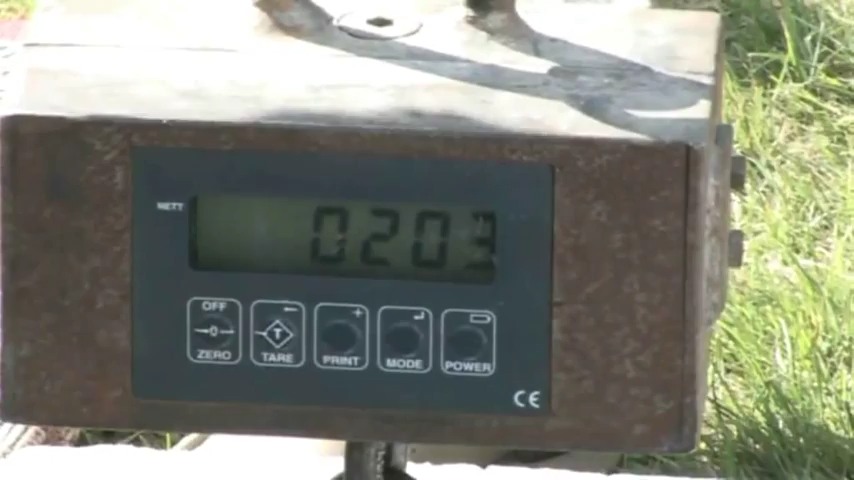 NETT
0203
OFF
→0←
ZERO
T
TARE
+
PRINT
MODE
POWER
CE